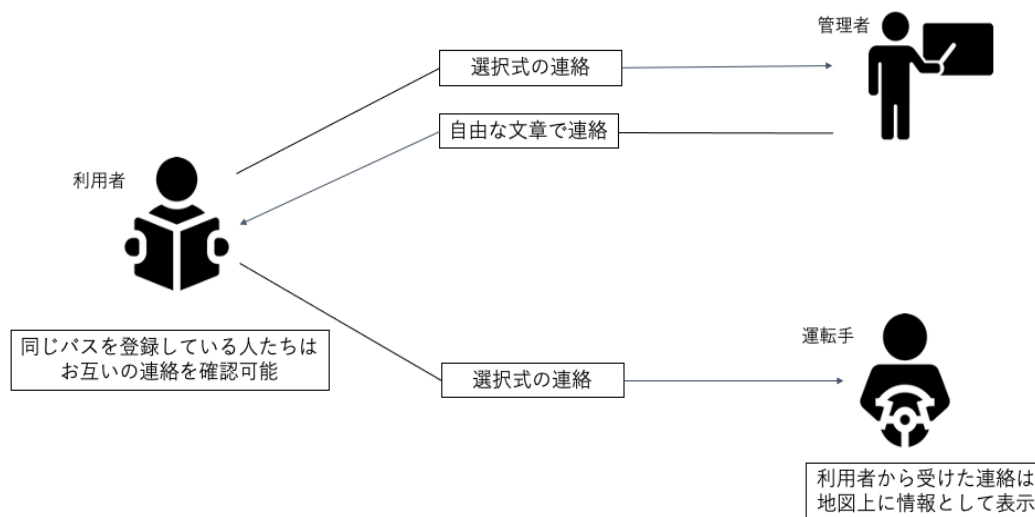 管理者
選択式の連絡
自由な文章で連絡
利用者
同じバスを登録している人たちは
お互いの連絡を確認可能
運転手
選択式の連絡
利用者から受けた連絡は
地図上に情報として表示